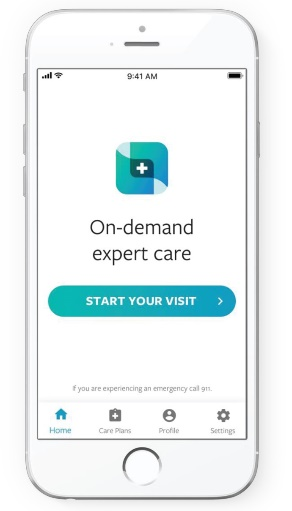 9:41 AM
On-demand
expert care
START YOUR VISIT
If you are experiencing an emergency call 911.
Home
Care Plans
Profile
Settings